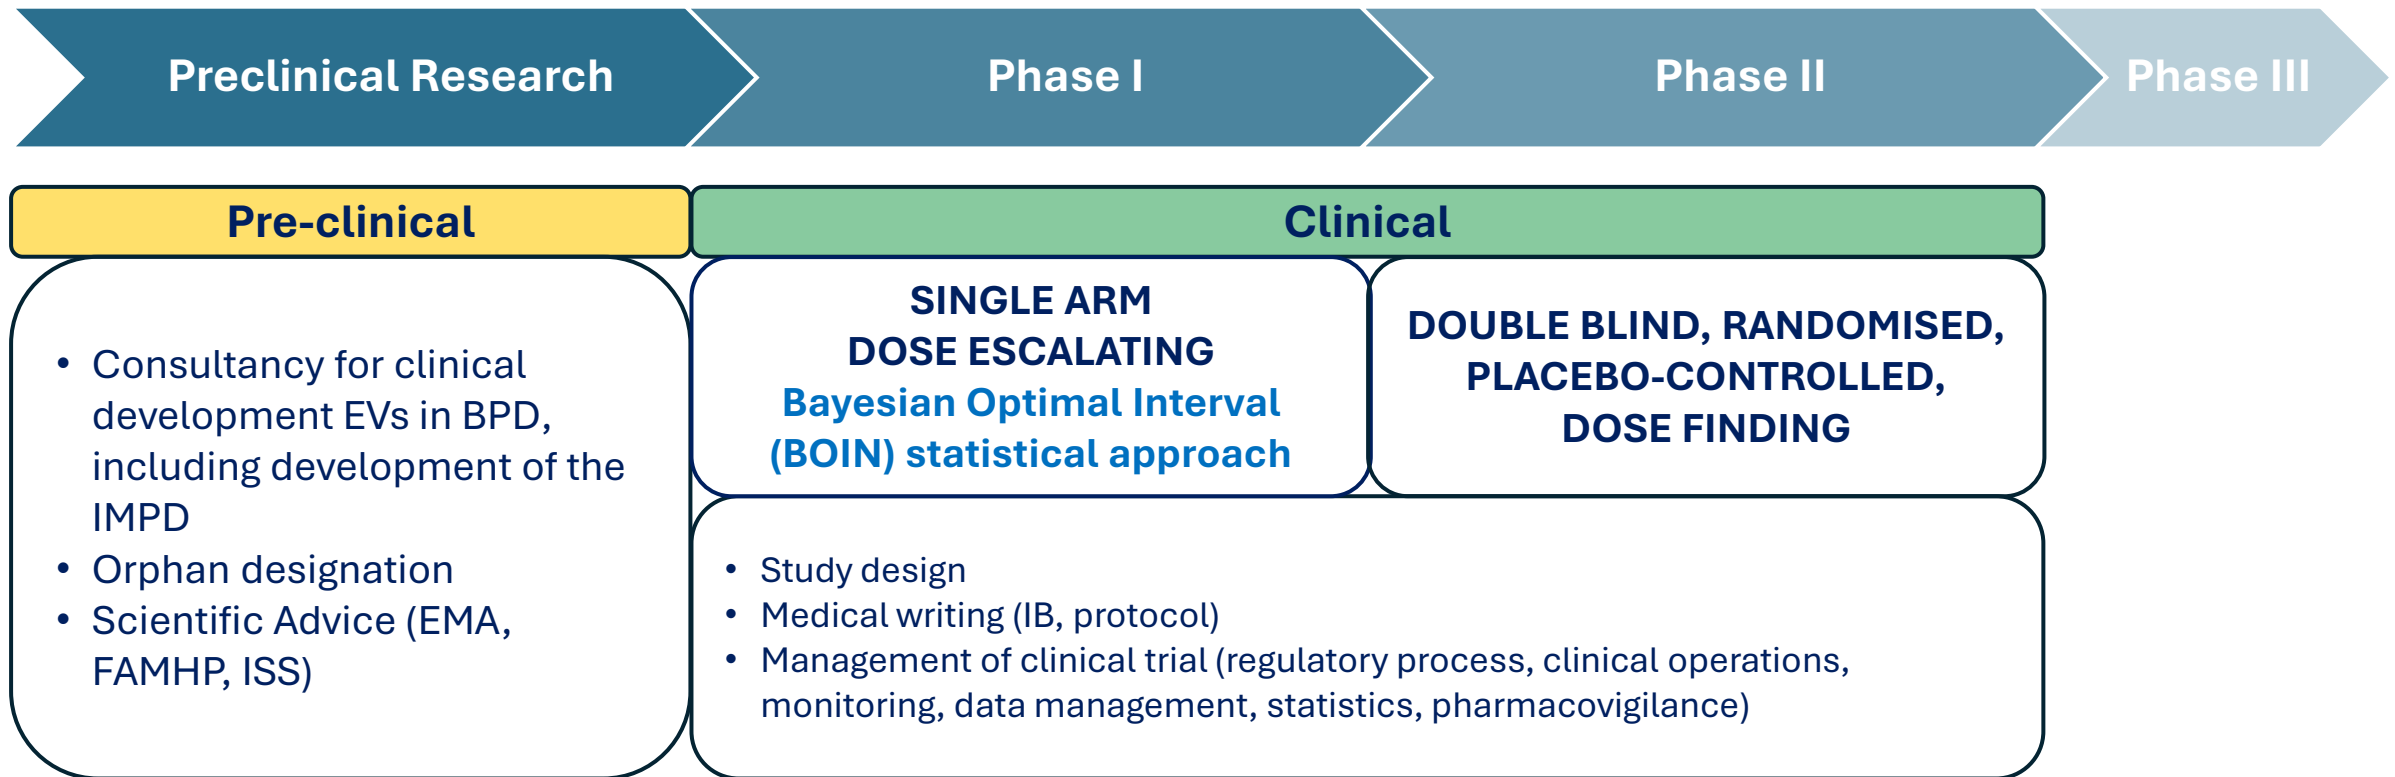 Preclinical Research
Phase I
Phase II
Phase III
Pre-clinical
Clinical
• Consultancy for clinical
development EVs in BPD,
including development of the
IMPD
• Orphan designation
• Scientific Advice (EMA,
FAMHP, ISS)
SINGLE ARM
DOSE ESCALATING
Bayesian Optimal Interval
(BOIN) statistical approach
DOUBLE BLIND, RANDOMISED,
PLACEBO-CONTROLLED,
DOSE FINDING
• Study design
• Medical writing (IB, protocol)
• Management of clinical trial (regulatory process, clinical operations,
monitoring, data management, statistics, pharmacovigilance)